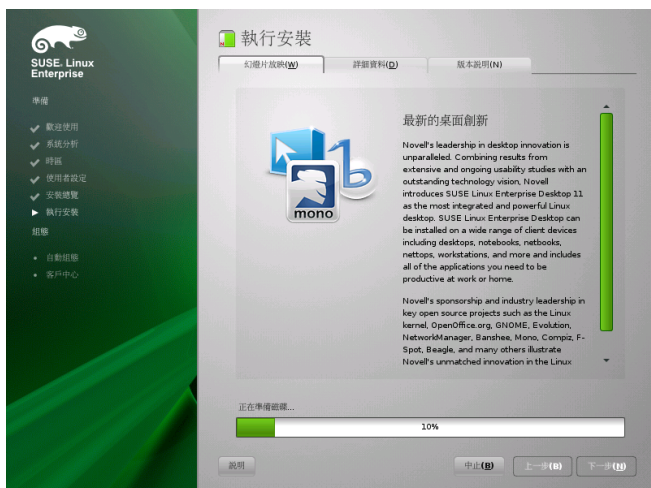 SUSE. Linux
Enterprise
準備
歡迎使用
系統分析
時區
使用者設定
安裝總覽
執行安裝
組態
自動組態
客戶中心
執行安裝
幻燈片放映(W)
詳細資料(D)
版本說明(N)
mono
最新的桌面創新
Novell's leadership in desktop innovation is
unparalleled. Combining results from
extensive and ongoing usability studies with an
outstanding technology vision, Novell
introduces SUSE Linux Enterprise Desktop 11
as the most integrated and powerful Linux
desktop. SUSE Linux Enterprise Desktop can
be installed on a wide range of client devices
including desktops, notebooks, netbooks,
nettops, workstations, and more and includes
all of the applications you need to be
productive at work or home.
Novell's sponsorship and industry leadership in
key open source projects such as the Linux
kernel, OpenOffice.org, GNOME, Evolution,
NetworkManager, Banshee, Mono, Compiz, F-
Spot, Beagle, and many others illustrate
Novell's unmatched innovation in the Linux
正在準備磁碟...
10%
說明
中止(B)
上一步(B)
下一步(N)